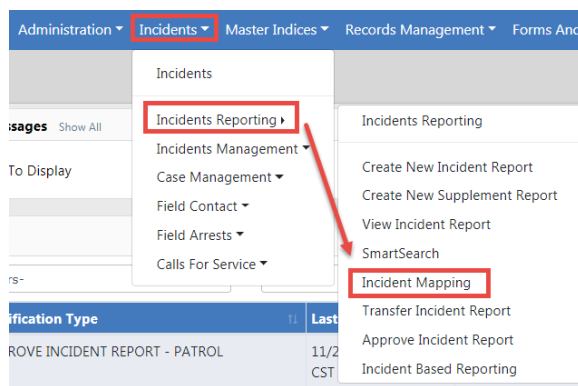 Administration Incidents Master Indices Records Management Forms And
Incidents
Incidents Reporting
Incidents Management
Case Management
Field Contact
Field Arrests
Calls For Service
Incidents Reporting
Create New Incident Report
Create New Supplement Report
View Incident Report
SmartSearch
Incident Mapping
Transfer Incident Report
Approve Incident Report
Incident Based Reporting
ssages Show All
To Display
rs-
ification Type Last
ROVE INCIDENT REPORT - PATROL 11/2
CST